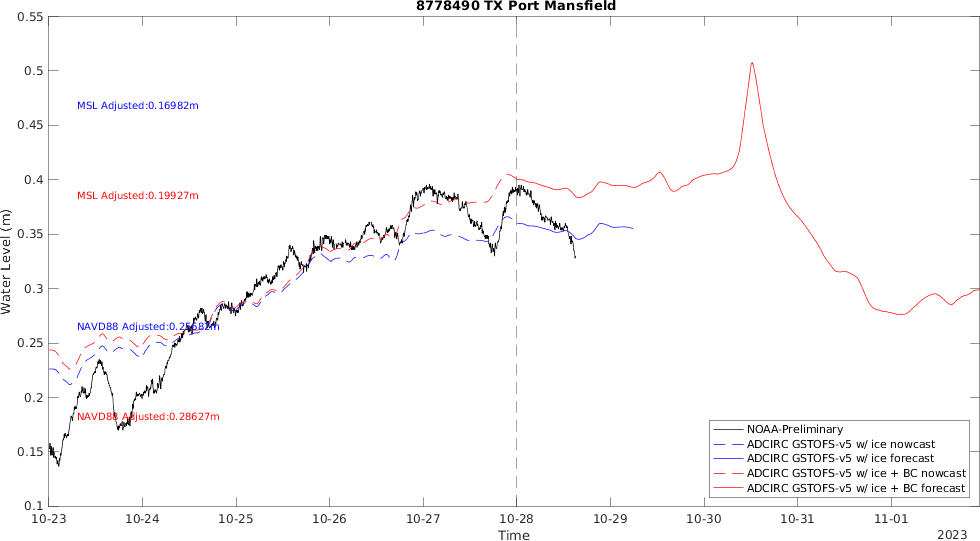 8778490 TX Port Mansfield
0.55
0.5
0.45
0.4
0.35
0.3
0.25
0.2
0.15
0.1
Water Level (m)
MSL Adjusted:0.16982m
MSL Adjusted:0.19927m
NAVD88 Adjusted:0.25682m
NAVD88 Adjusted:0.28627m
NOAA-Preliminary
ADCIRC GSTOFS-v5 w/ ice nowcast
ADCIRC GSTOFS-v5 w/ ice forecast
ADCIRC GSTOFS-v5 w/ ice + BC nowcast
ADCIRC GSTOFS-v5 w/ ice + BC forecast
10-23 10-24 10-25 10-26 10-27 10-28 10-29 10-30 10-31 11-01
Time
2023